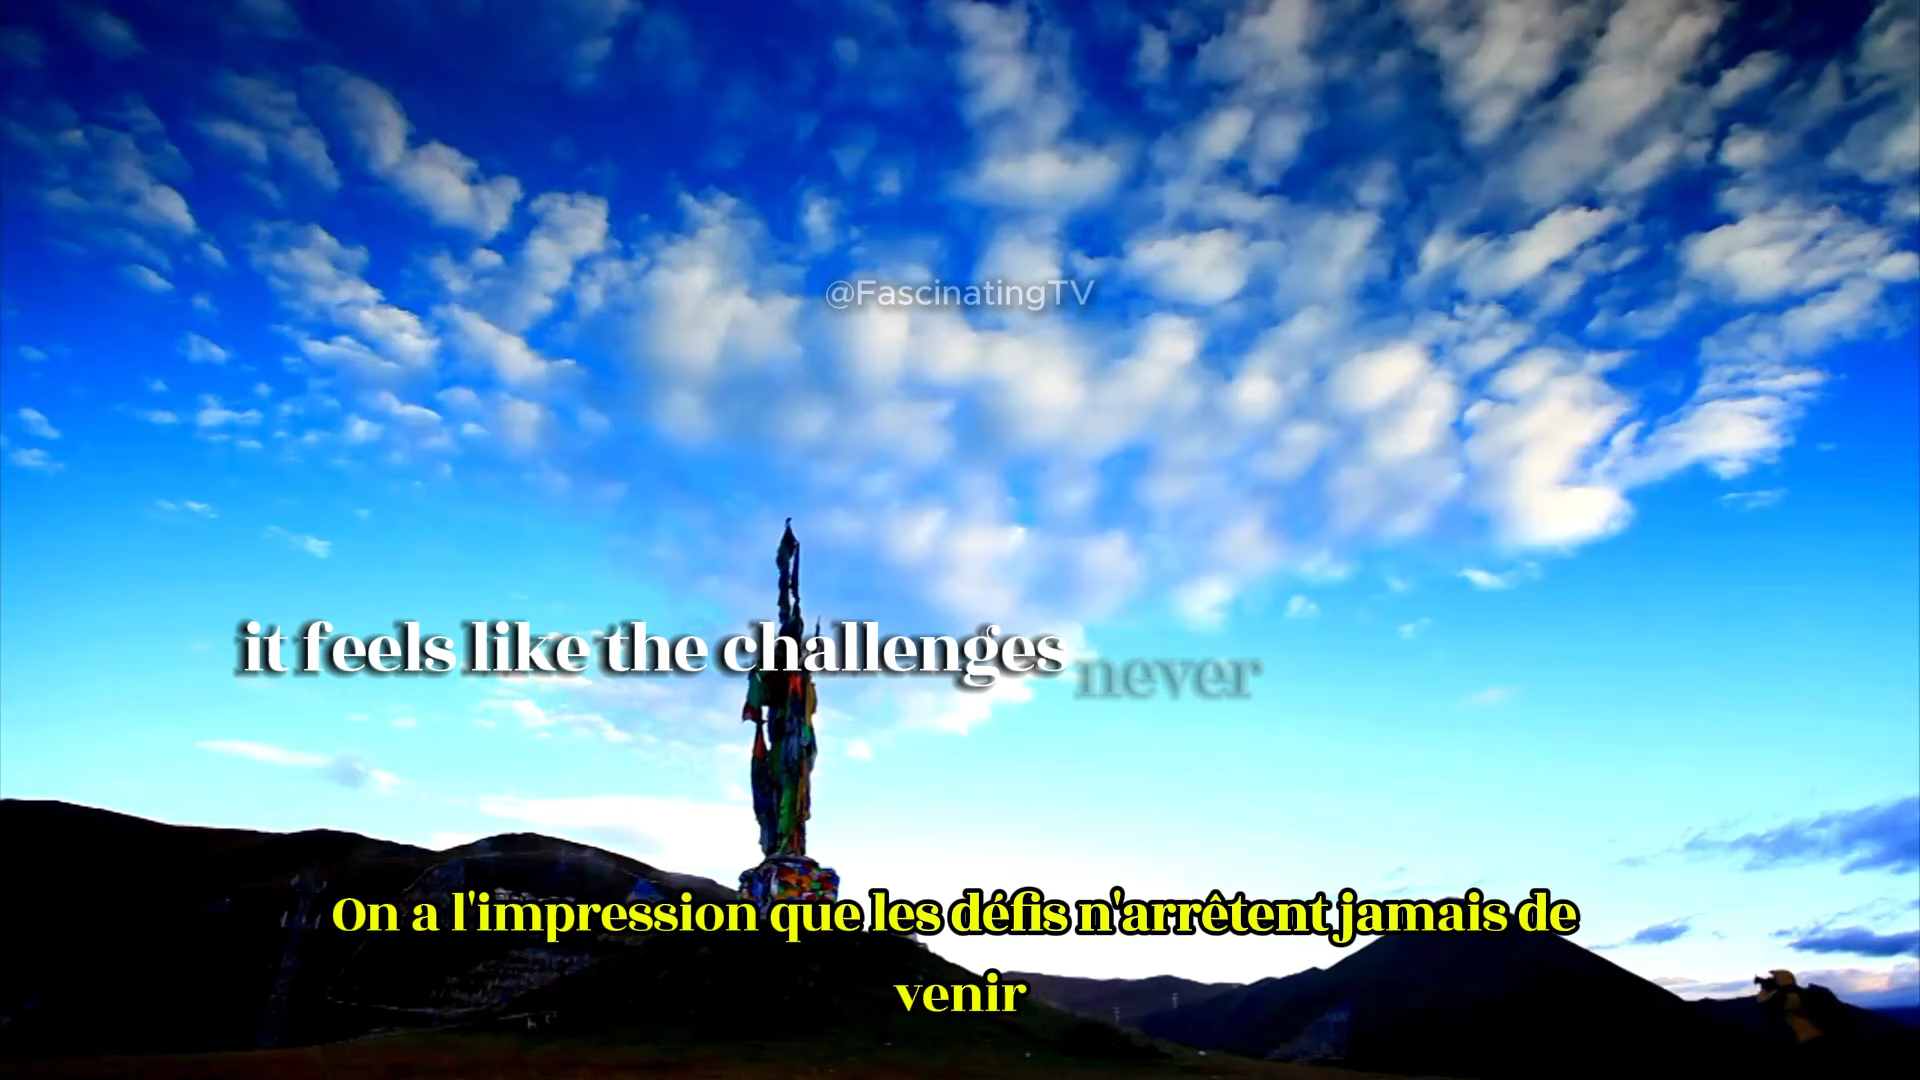 @FascinatingTV
it feels like the challenges never
On a l'impression que les défis n'arrêtent jamais de
venir